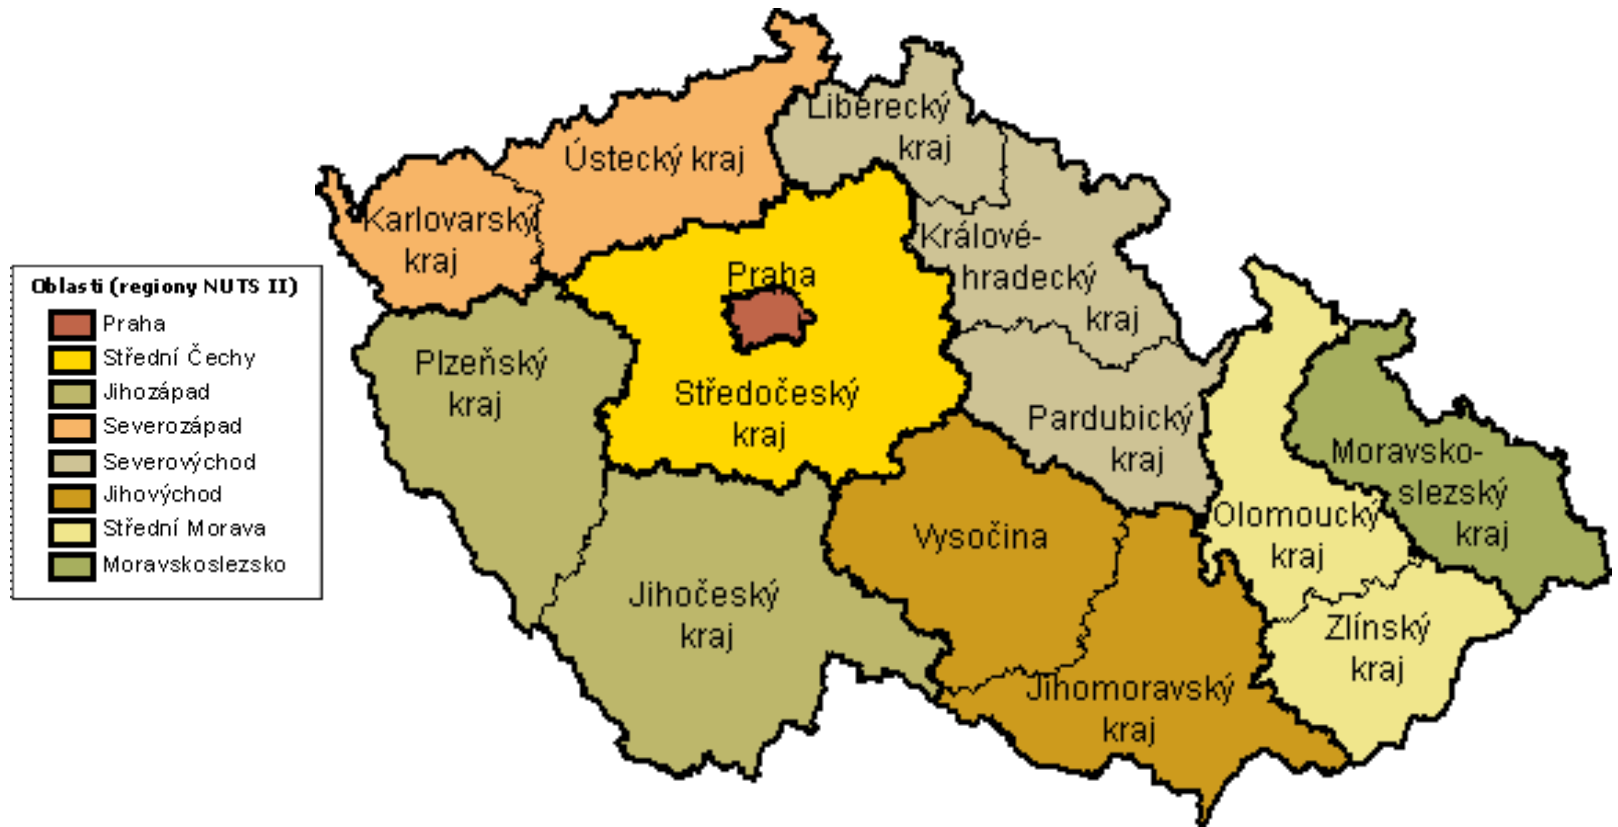 Liberecký
kraj
Ústecký kraj
Karlovarský
kraj
Králové-
hradecký
kraj
Praha
Oblasti (regiony NUTS II)
Praha
Střední Čechy
Jihozápad
Severozápad
Severovýchod
Jihovýchod
Střední Morava
Moravskoslezsko
Plzeňský
kraj
Středočeský
kraj
Pardubický
kraj
Moravsko-
slezský
kraj
Olomoucký
kraj
Vysočina
Jihočeský
kraj
Zlínský
kraj
Jihomoravský
kraj